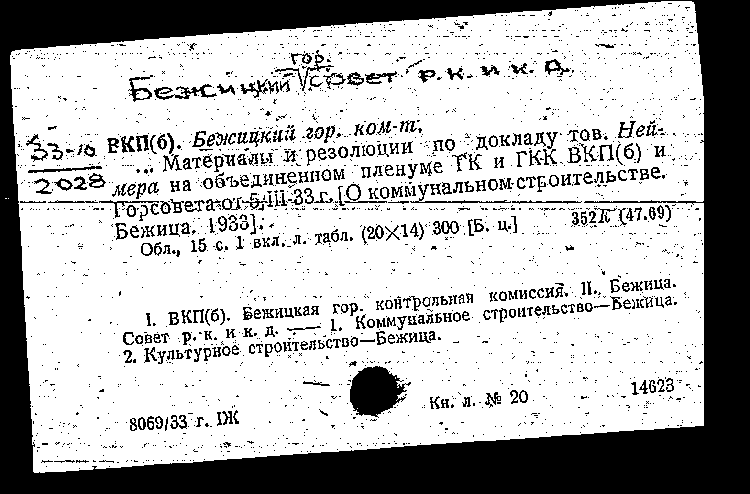 гор.
Бежицкий совет р. к. и к. д.
33-10
2028
ВКП(б). Бежицкий гор. ком-т.
... Материалы и резолюции по докладу тов. Ней-
мера на объединенном пленуме ГК и ГКК ВКП(б) и
Горсовета от 5/III-33 г. [О коммунальном строительстве.
Бежица. 1933].
Обл., 15 с. 1 вкл. л. табл. (20×14) 300 [Б. ц.] 352К (47.69)
I. ВКП(б). Бежицкая гор. контрольная комиссия. II. Бежица.
Совет р. к. и к. д. —— 1. Коммунальное строительство—Бежица.
2. Культурное строительство—Бежица.
8069/33 г. IЖ Кн. л. № 20 14623